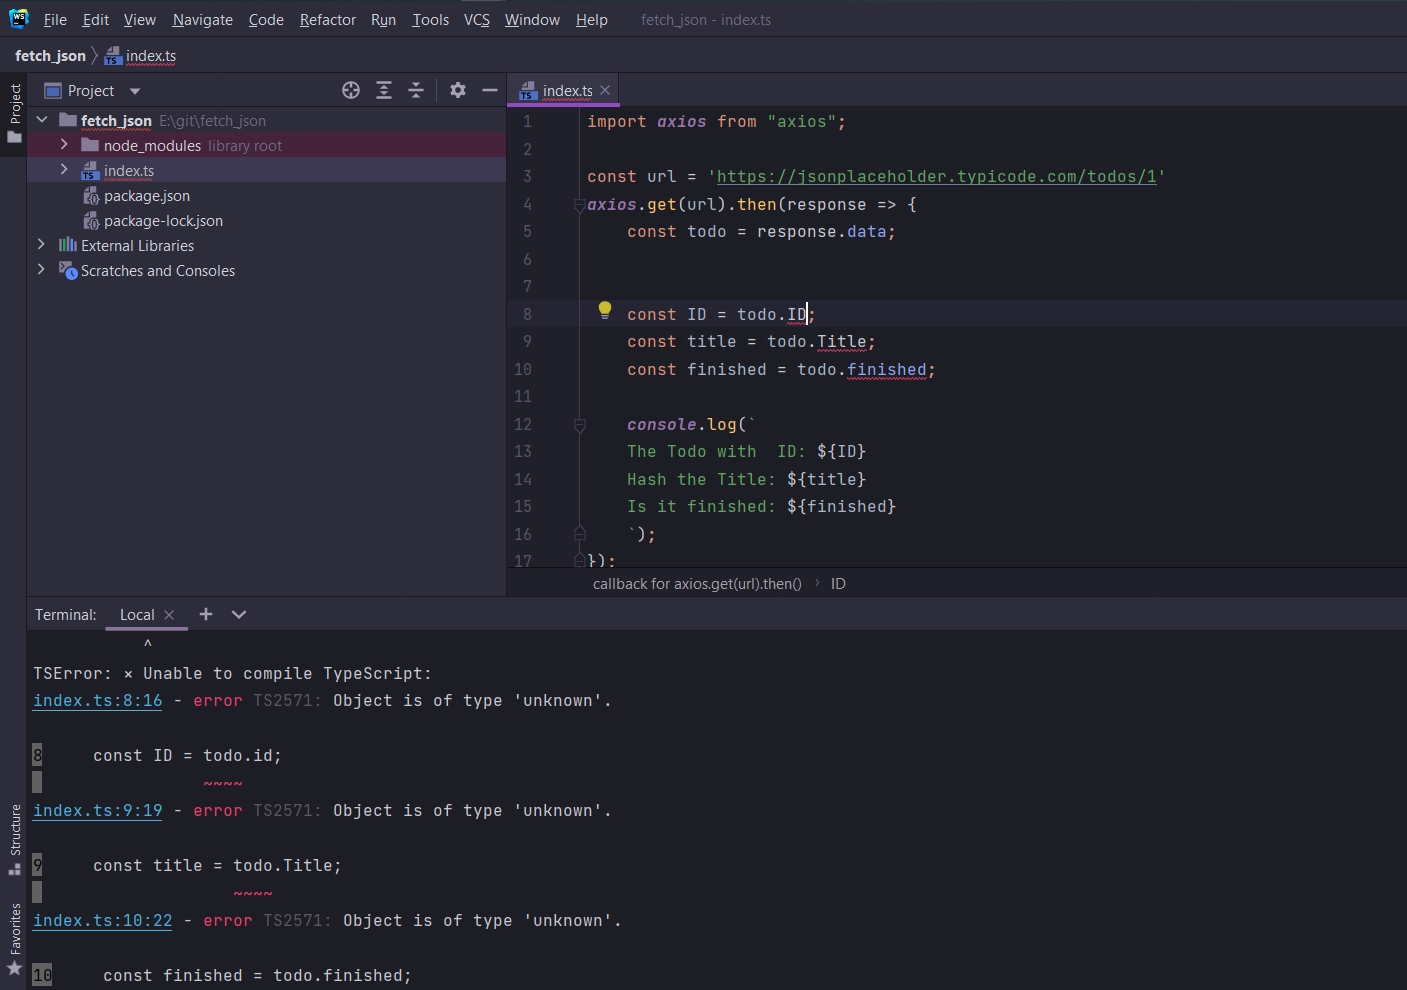 File Edit View Navigate Code Refactor Run Tools VCS Window Help fetch_json - index.ts
fetch_json index.ts
Project
Project
index.ts
fetch_json E:\git\fetch_json
node_modules library root
index.ts
package.json
package-lock.json
External Libraries
Scratches and Consoles
1 import axios from "axios";
2
3 const url = 'https://jsonplaceholder.typicode.com/todos/1'
4 axios.get(url).then(response => {
5 const todo = response.data;
6
7
8 const ID = todo.ID;
9 const title = todo.Title;
10 const finished = todo.finished;
11
12 console.log(`
13 The Todo with  ID: ${ID}
14 Hash the Title: ${title}
15 Is it finished: ${finished}
16 `);
17 });
callback for axios.get(url).then() › ID
Terminal: Local
^
TSError: × Unable to compile TypeScript:
index.ts:8:16 - error TS2571: Object is of type 'unknown'.
8 const ID = todo.id;
~~~~
index.ts:9:19 - error TS2571: Object is of type 'unknown'.
9 const title = todo.Title;
~~~~
index.ts:10:22 - error TS2571: Object is of type 'unknown'.
10 const finished = todo.finished;
Structure
Favorites